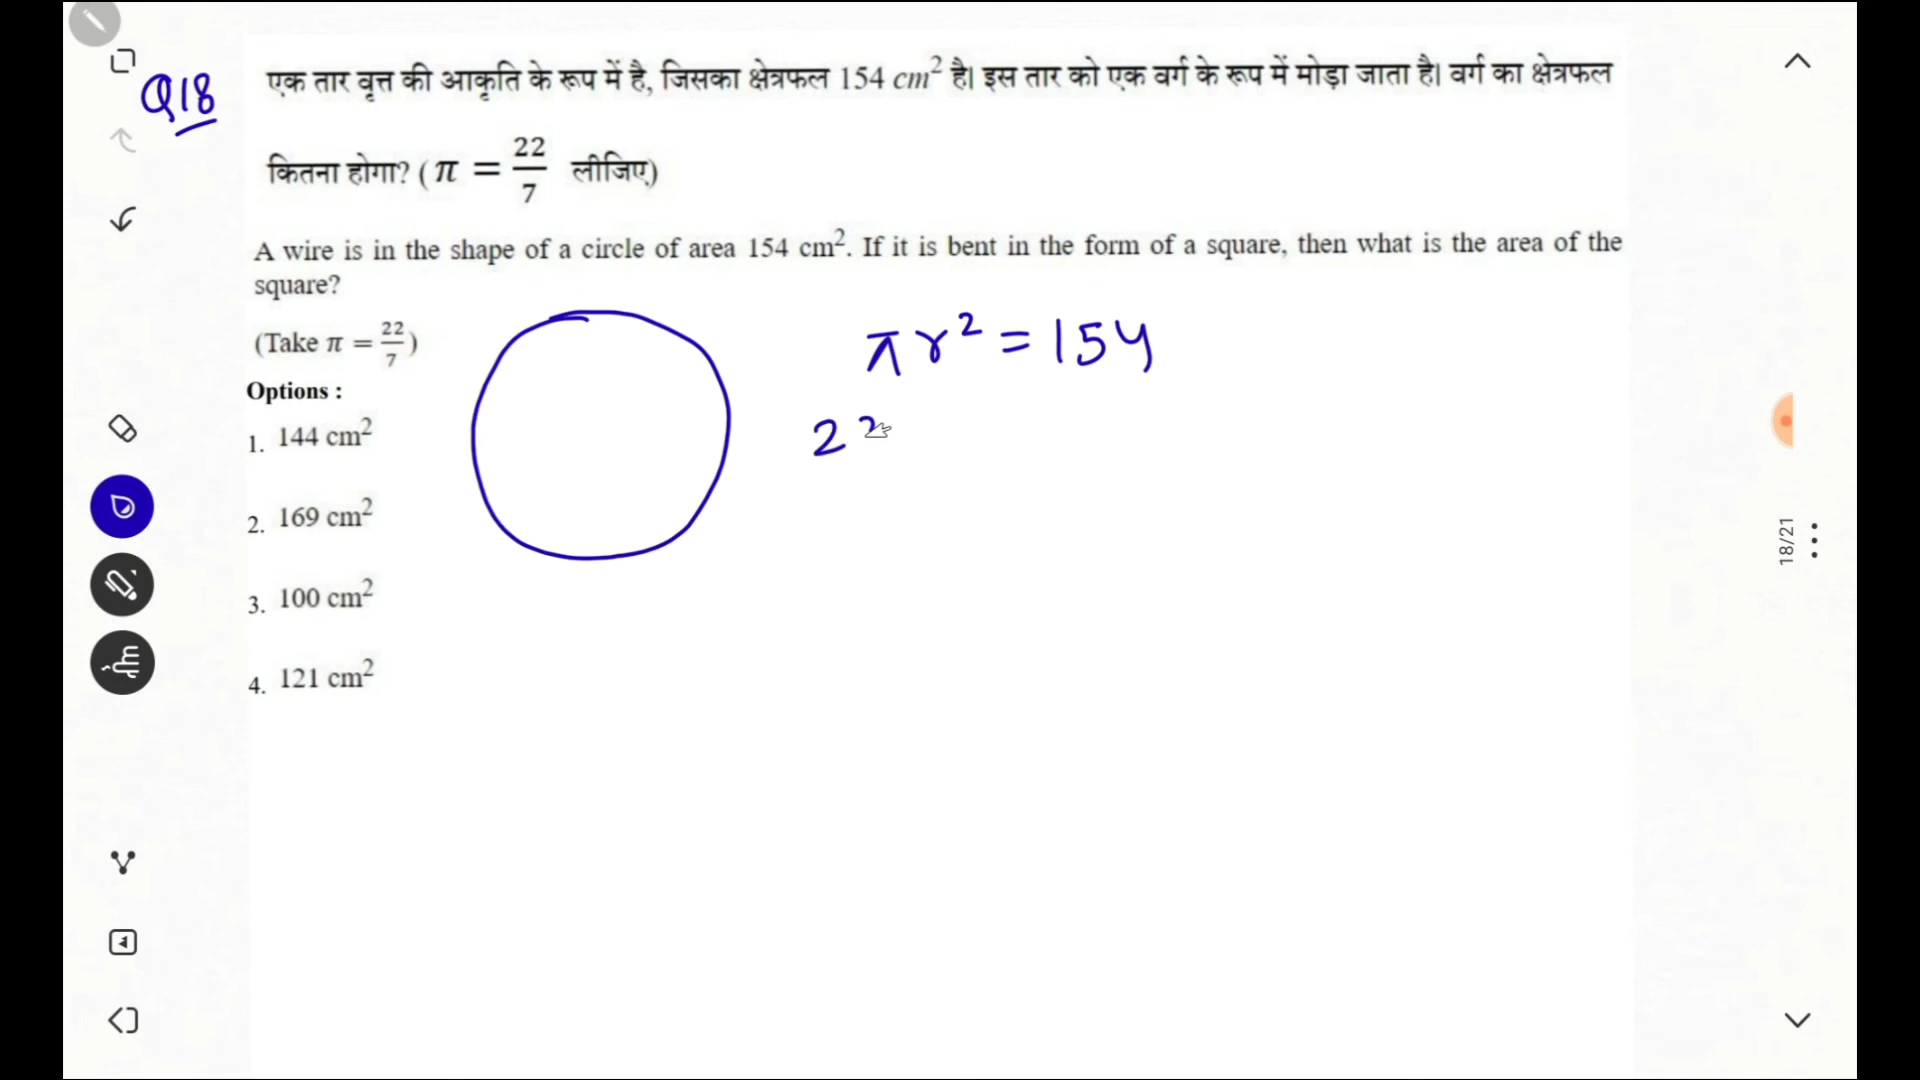 Q18
एक तार वृत्त की आकृति के रूप में है, जिसका क्षेत्रफल 154 cm² है। इस तार को एक वर्ग के रूप में मोड़ा जाता है। वर्ग का क्षेत्रफल
कितना होगा? ( π = 22/7 लीजिए)
A wire is in the shape of a circle of area 154 cm². If it is bent in the form of a square, then what is the area of the
square?
(Take π = 22/7)
Options :
1. 144 cm²
2. 169 cm²
3. 100 cm²
4. 121 cm²
πr² = 154
22
18/21